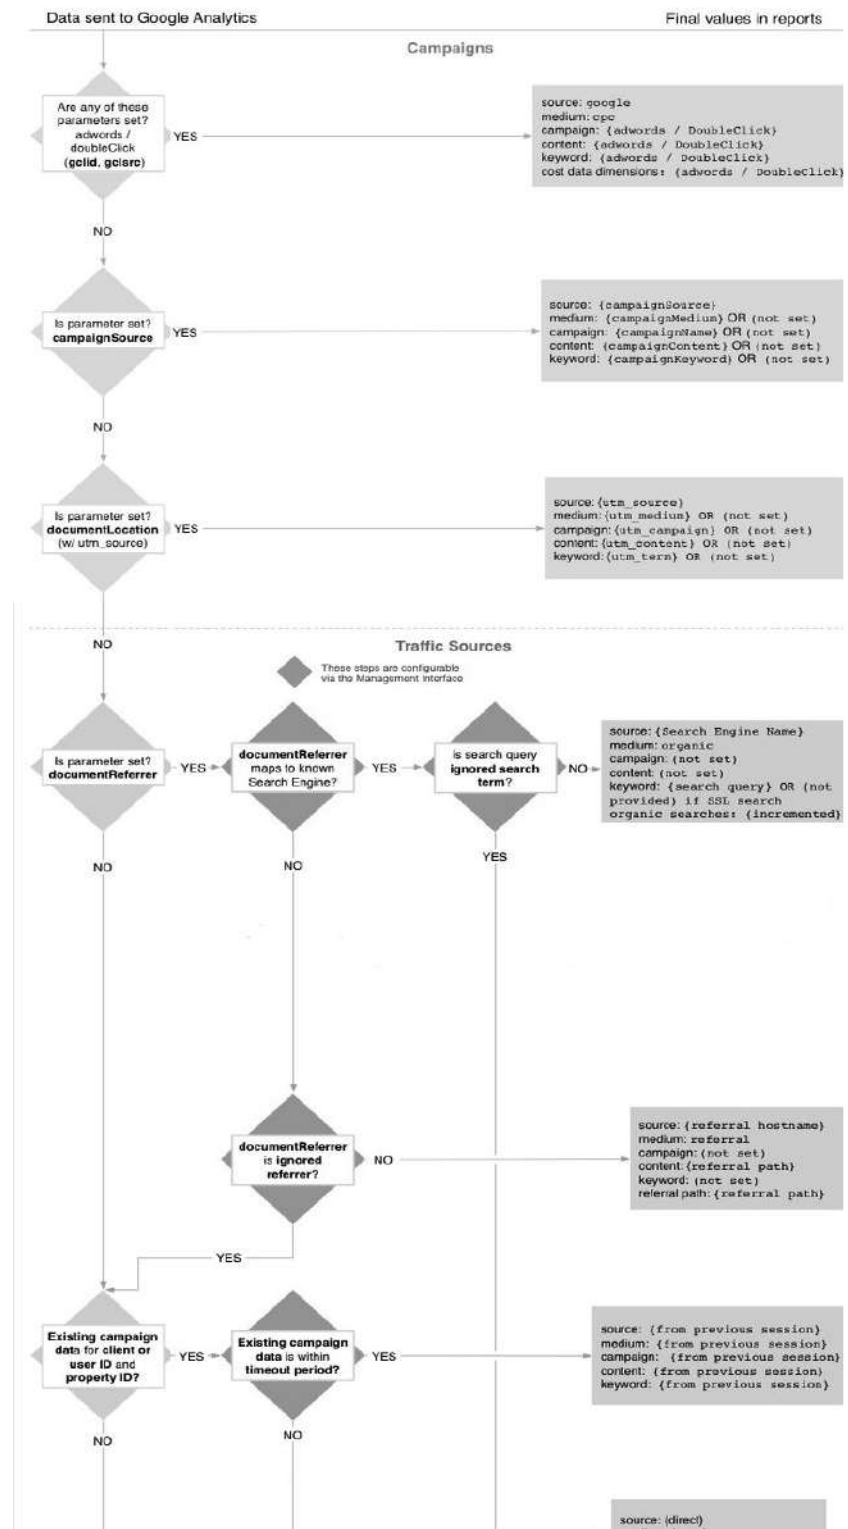 Data sent to Google Analytics
Final values in reports
Campaigns
Are any of these
parameters set?
adwords /
doubleClick
(gclid, gclsrc)
YES
source: google
medium: cpc
campaign: {adwords / DoubleClick}
content: {adwords / DoubleClick}
keyword: {adwords / DoubleClick}
cost data dimensions: {adwords / DoubleClick}
NO
Is parameter set?
campaignSource
YES
source: {campaignSource}
medium: {campaignMedium} OR (not set)
campaign: {campaignName} OR (not set)
content: {campaignContent} OR (not set)
keyword: {campaignKeyword} OR (not set)
NO
Is parameter set?
documentLocation
(w/ utm_source)
YES
source: {utm_source}
medium: {utm_medium} OR (not set)
campaign: {utm_campaign} OR (not set)
content: {utm_content} OR (not set)
keyword: {utm_term} OR (not set)
NO
Traffic Sources
These steps are configurable
via the Management Interface
Is parameter set?
documentReferrer
YES
documentReferrer
maps to known
Search Engine?
YES
is search query
ignored search
term?
NO
source: {Search Engine Name}
medium: organic
campaign: (not set)
content: (not set)
keyword: {search query} OR (not
provided) if SSL search
organic searches: {incremented}
NO
NO
YES
documentReferrer
is ignored
referrer?
NO
source: {referral hostname}
medium: referral
campaign: (not set)
content: {referral path}
keyword: (not set)
referral path: {referral path}
YES
Existing campaign
data for client or
user ID and
property ID?
YES
Existing campaign
data is within
timeout period?
YES
source: {from previous session}
medium: {from previous session}
campaign: {from previous session}
content: {from previous session}
keyword: {from previous session}
NO
NO
source: (direct)